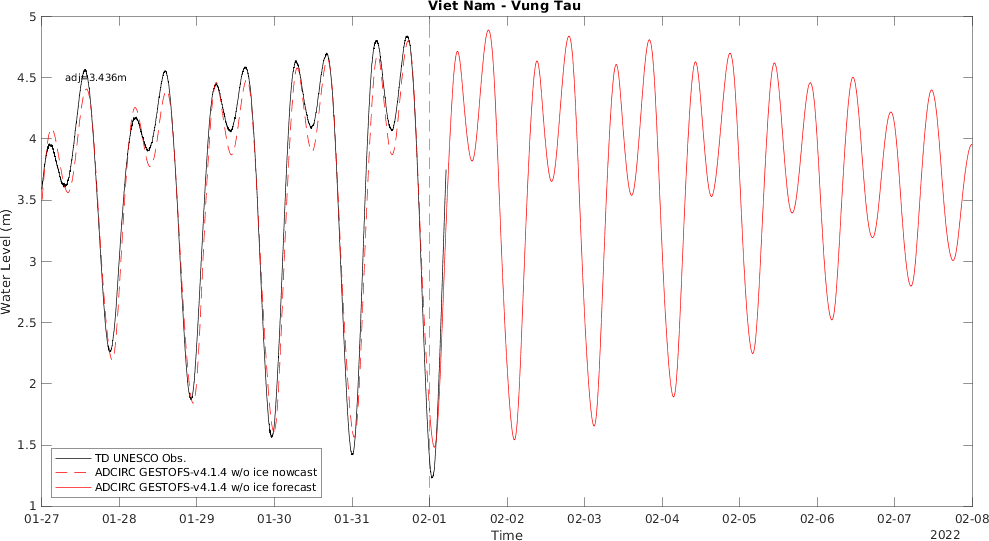 Viet Nam - Vung Tau
5
4.5
4
3.5
3
2.5
2
1.5
1
Water Level (m)
adj=3.436m
TD UNESCO Obs.
ADCIRC GESTOFS-v4.1.4 w/o ice nowcast
ADCIRC GESTOFS-v4.1.4 w/o ice forecast
01-27 01-28 01-29 01-30 01-31 02-01 02-02 02-03 02-04 02-05 02-06 02-07 02-08
Time
2022